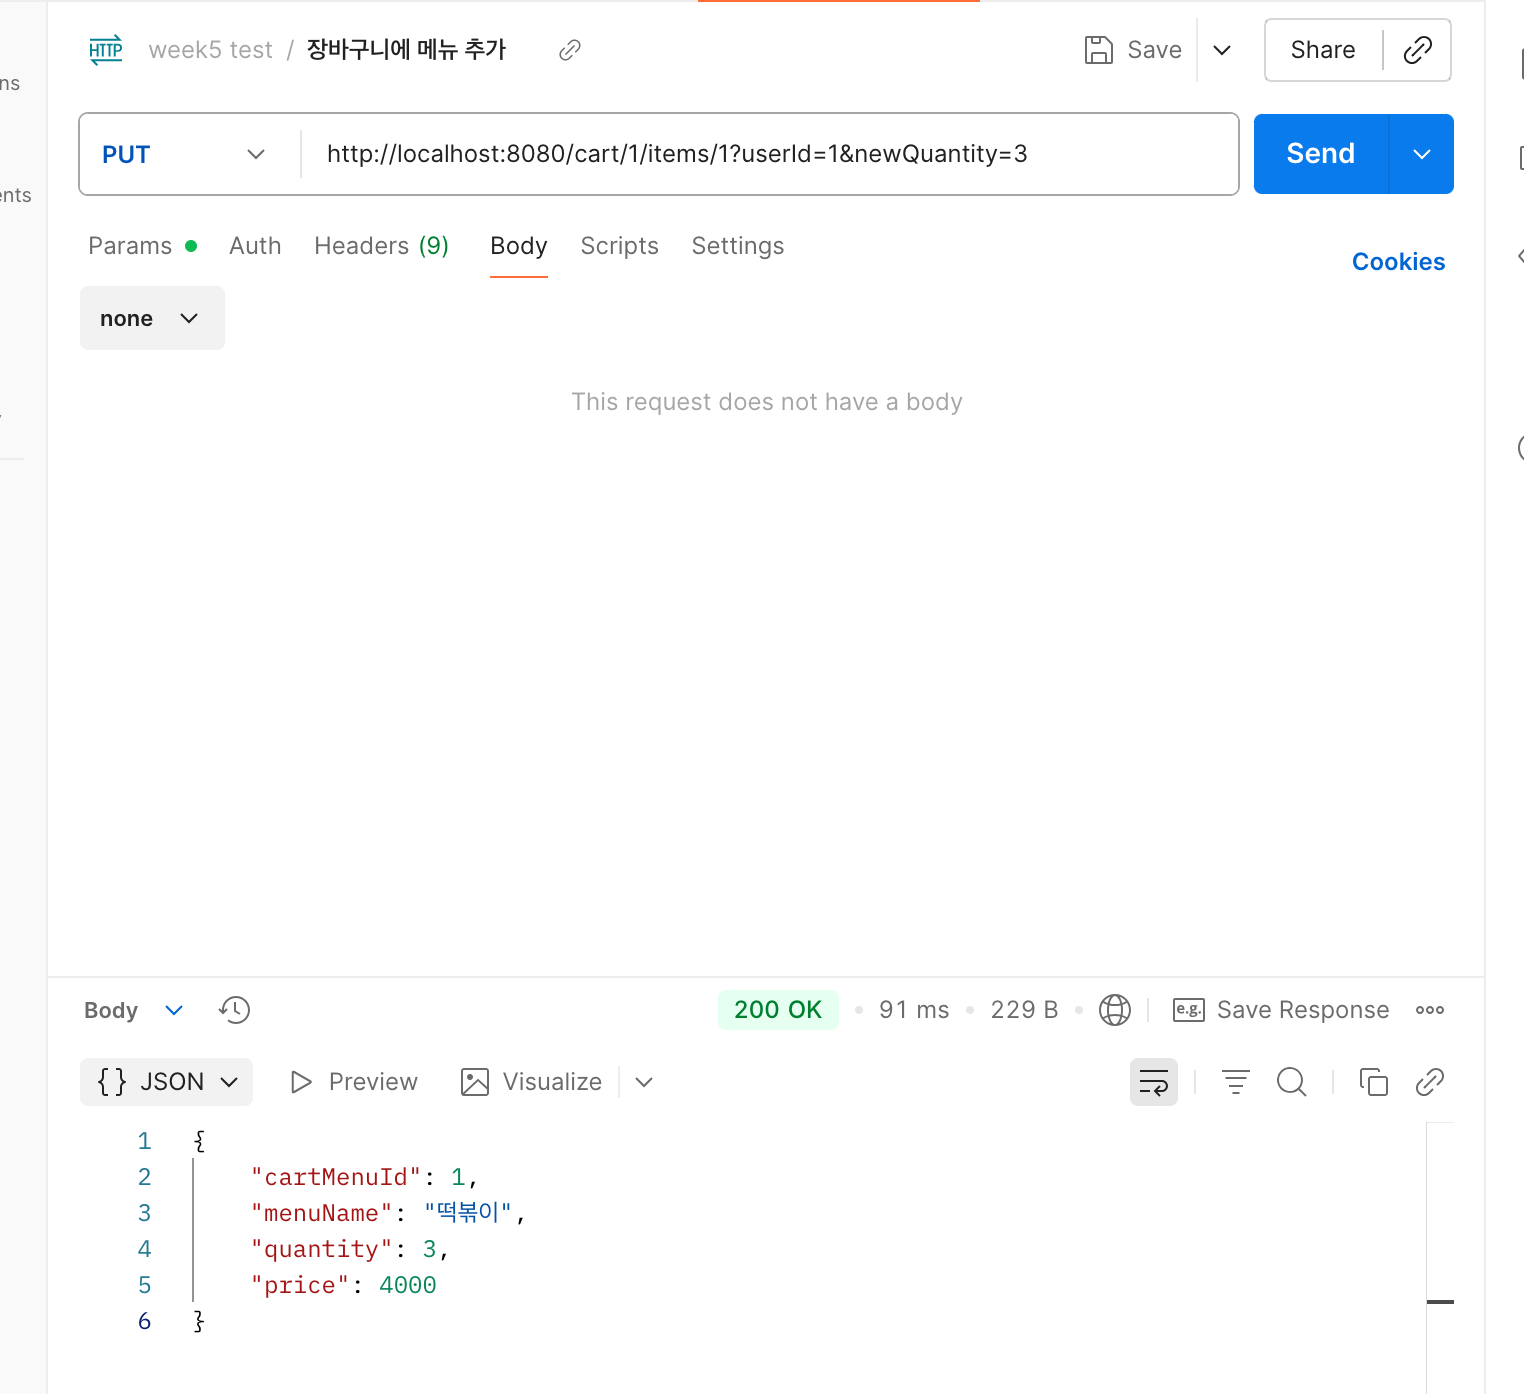 HTTP week5 test / 장바구니에 메뉴 추가 Save Share
ns
PUT http://localhost:8080/cart/1/items/1?userId=1&newQuantity=3 Send
ents
Params Auth Headers (9) Body Scripts Settings Cookies
none
This request does not have a body
Body 200 OK 91 ms 229 B e.g. Save Response
{} JSON Preview Visualize
1 {
2 "cartMenuId": 1,
3 "menuName": "떡볶이",
4 "quantity": 3,
5 "price": 4000
6 }